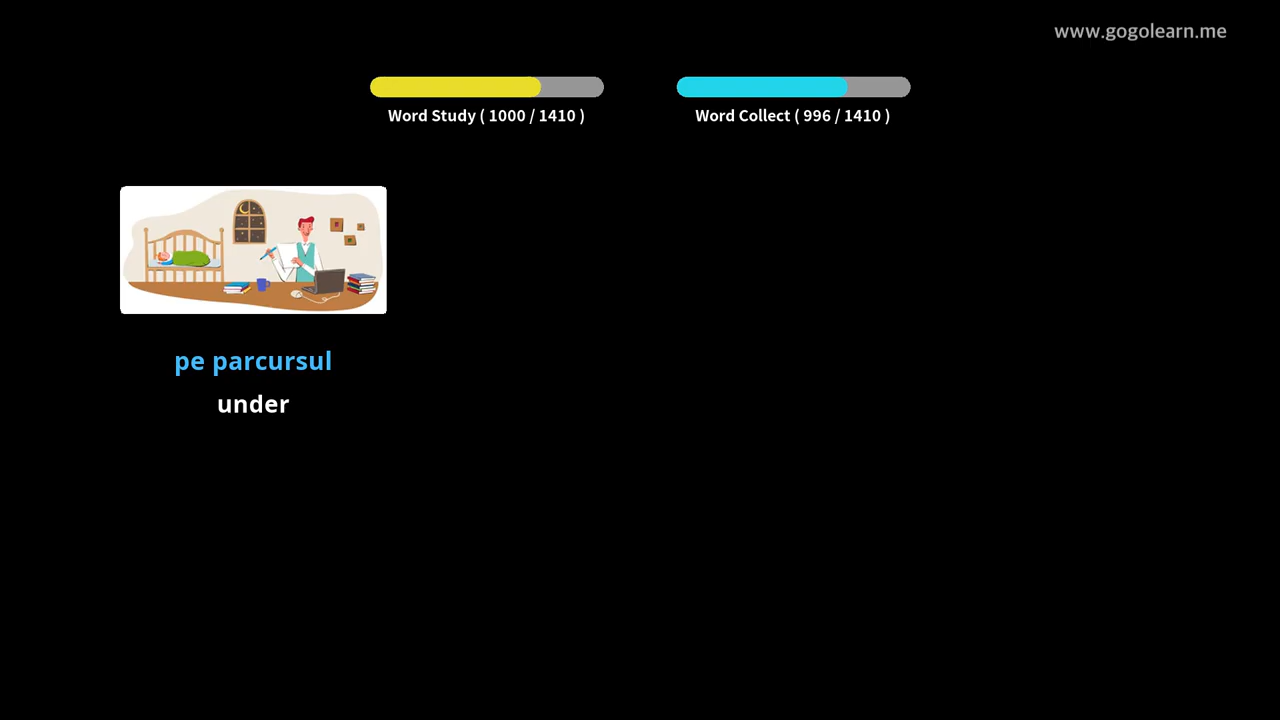 www.gogolearn.me
Word Study ( 1000 / 1410 )
Word Collect ( 996 / 1410 )
pe parcursul
under